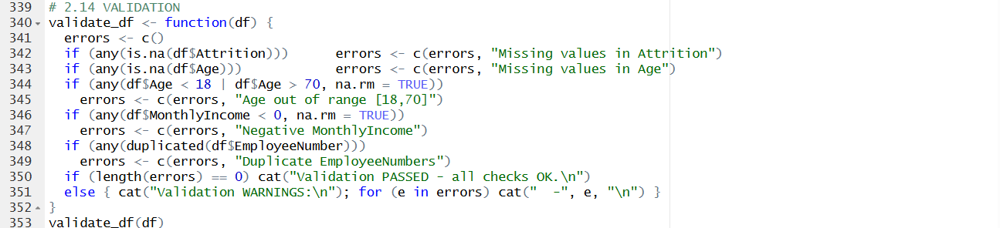 339 # 2.14 VALIDATION
340 validate_df <- function(df) {
341   errors <- c()
342   if (any(is.na(df$Attrition)))      errors <- c(errors, "Missing values in Attrition")
343   if (any(is.na(df$Age)))            errors <- c(errors, "Missing values in Age")
344   if (any(df$Age < 18 | df$Age > 70, na.rm = TRUE))
345     errors <- c(errors, "Age out of range [18,70]")
346   if (any(df$MonthlyIncome < 0, na.rm = TRUE))
347     errors <- c(errors, "Negative MonthlyIncome")
348   if (any(duplicated(df$EmployeeNumber)))
349     errors <- c(errors, "Duplicate EmployeeNumbers")
350   if (length(errors) == 0) cat("Validation PASSED - all checks OK.\n")
351   else { cat("Validation WARNINGS:\n"); for (e in errors) cat("  -", e, "\n") }
352 }
353 validate_df(df)